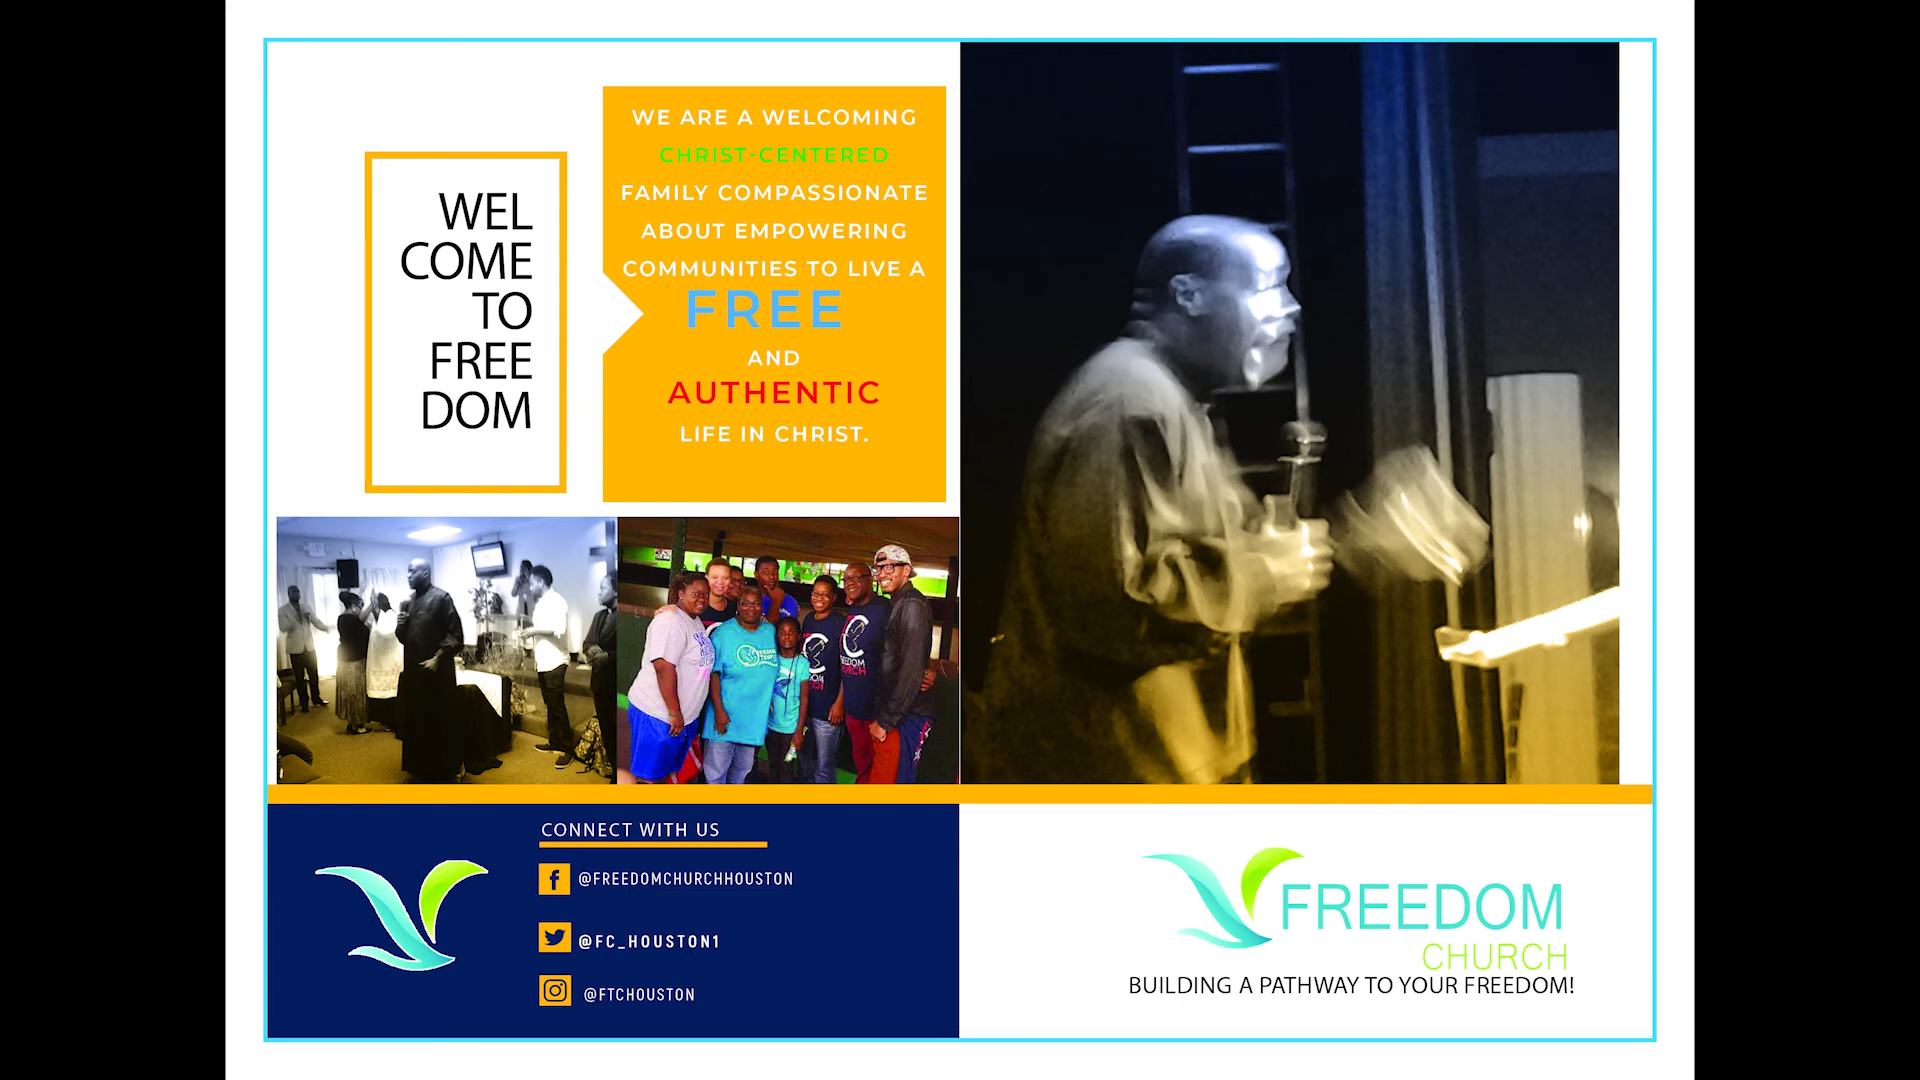 WEL
COME
TO
FREE
DOM
WE ARE A WELCOMING
CHRIST-CENTERED
FAMILY COMPASSIONATE
ABOUT EMPOWERING
COMMUNITIES TO LIVE A
FREE
AND
AUTHENTIC
LIFE IN CHRIST.
CONNECT WITH US
@FREEDOMCHURCHHOUSTON
@FC_HOUSTON1
@FTCHOUSTON
FREEDOM
CHURCH
BUILDING A PATHWAY TO YOUR FREEDOM!